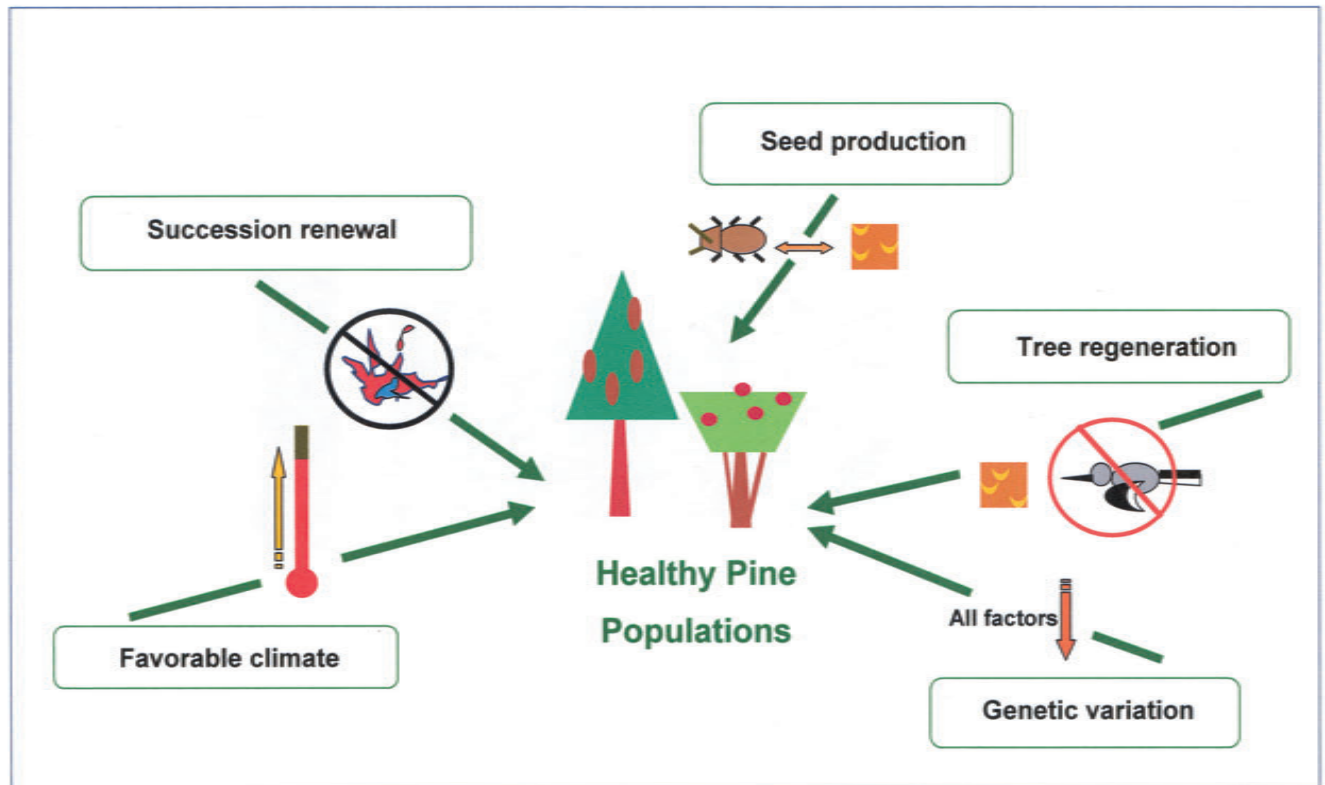 Seed production
Succession renewal
Tree regeneration
Healthy Pine
Populations
All factors
Favorable climate
Genetic variation